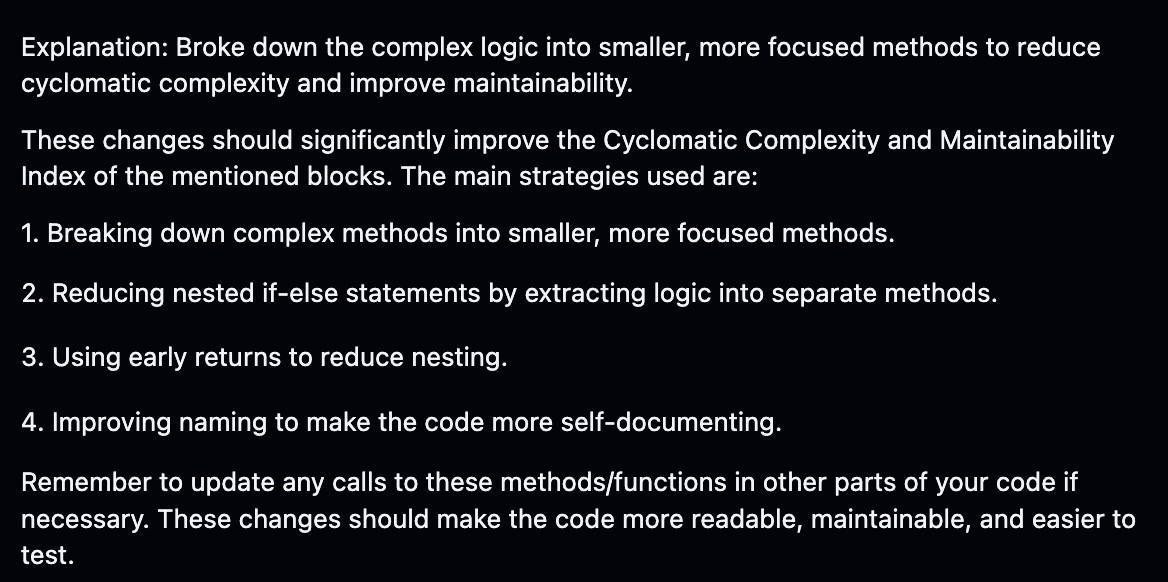 Explanation: Broke down the complex logic into smaller, more focused methods to reduce
cyclomatic complexity and improve maintainability.
These changes should significantly improve the Cyclomatic Complexity and Maintainability
Index of the mentioned blocks. The main strategies used are:
1. Breaking down complex methods into smaller, more focused methods.
2. Reducing nested if-else statements by extracting logic into separate methods.
3. Using early returns to reduce nesting.
4. Improving naming to make the code more self-documenting.
Remember to update any calls to these methods/functions in other parts of your code if
necessary. These changes should make the code more readable, maintainable, and easier to
test.